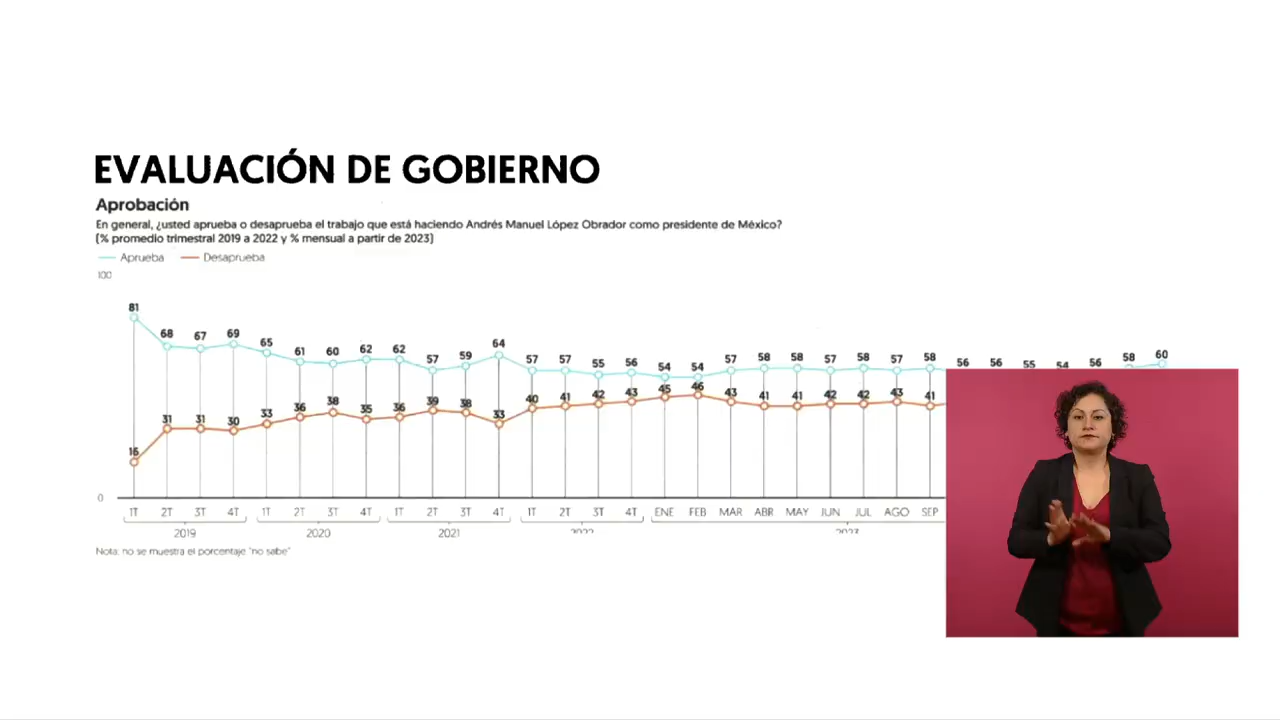 EVALUACIÓN DE GOBIERNO
Aprobación
En general, ¿usted aprueba o desaprueba el trabajo que está haciendo Andrés Manuel López Obrador como presidente de México?
(% promedio trimestral 2019 a 2022 y % mensual a partir de 2023)
Aprueba Desaprueba
100
81 68 67 69 65 61 60 62 62 57 59 64 57 57 55 56 54 54 57 58 58 57 58 57 58 56 56 55 54 56 58 60
16 31 31 30 33 36 38 35 36 39 38 33 40 41 42 43 45 46 43 41 41 42 42 43 41
0
1T 2T 3T 4T 1T 2T 3T 4T 1T 2T 3T 4T 1T 2T 3T 4T ENE FEB MAR ABR MAY JUN JUL AGO SEP
2019 2020 2021 2022 2023
Nota: no se muestra el porcentaje "no sabe"